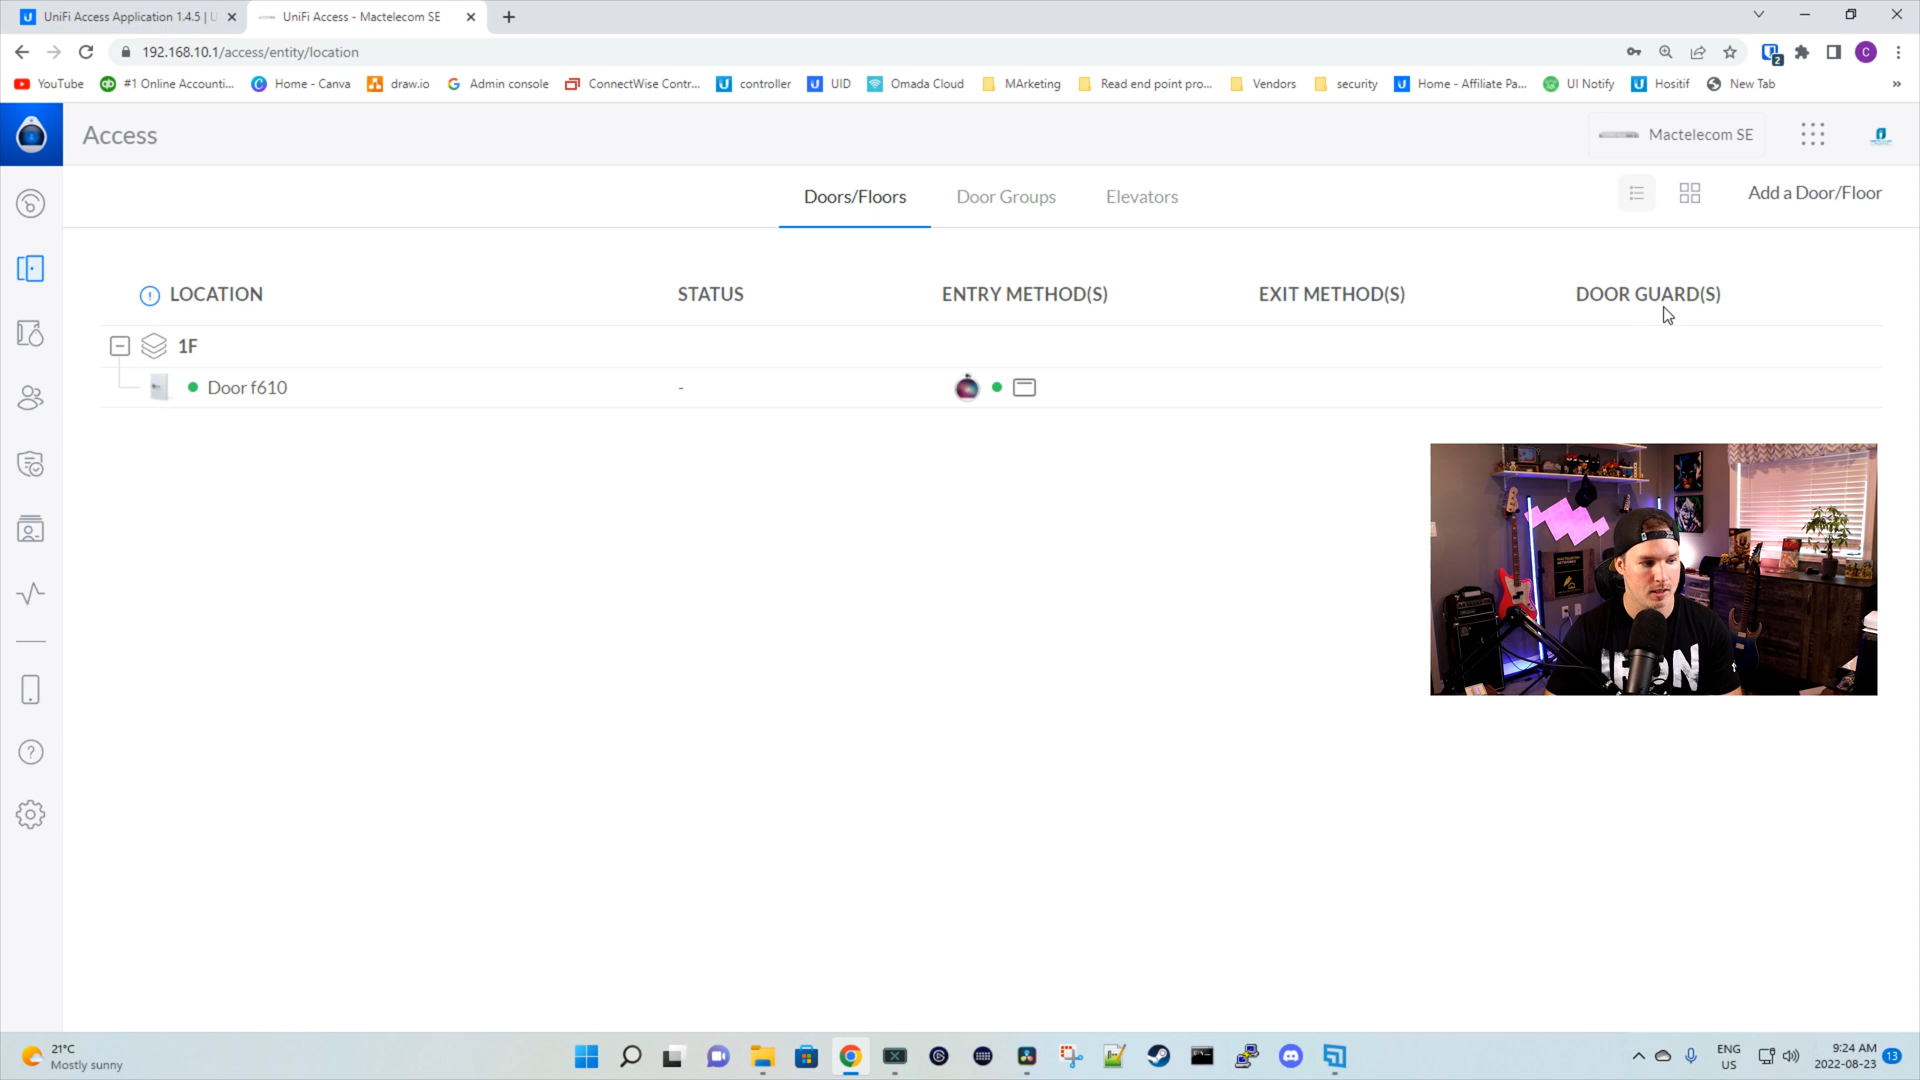 UniFi Access Application 1.4.5 | U
UniFi Access - Mactelecom SE
192.168.10.1/access/entity/location
2
C
YouTube
#1 Online Accounti...
Home - Canva
draw.io
Admin console
ConnectWise Contr...
controller
UID
Omada Cloud
MArketing
Read end point pro...
Vendors
security
Home - Affiliate Pa...
UI Notify
Hositif
New Tab
»
Access
Mactelecom SE
Doors/Floors
Door Groups
Elevators
Add a Door/Floor
LOCATION
STATUS
ENTRY METHOD(S)
EXIT METHOD(S)
DOOR GUARD(S)
1F
Door f610
-
IRON
21°C
Mostly sunny
ENG
US
9:24 AM
2022-08-23
13